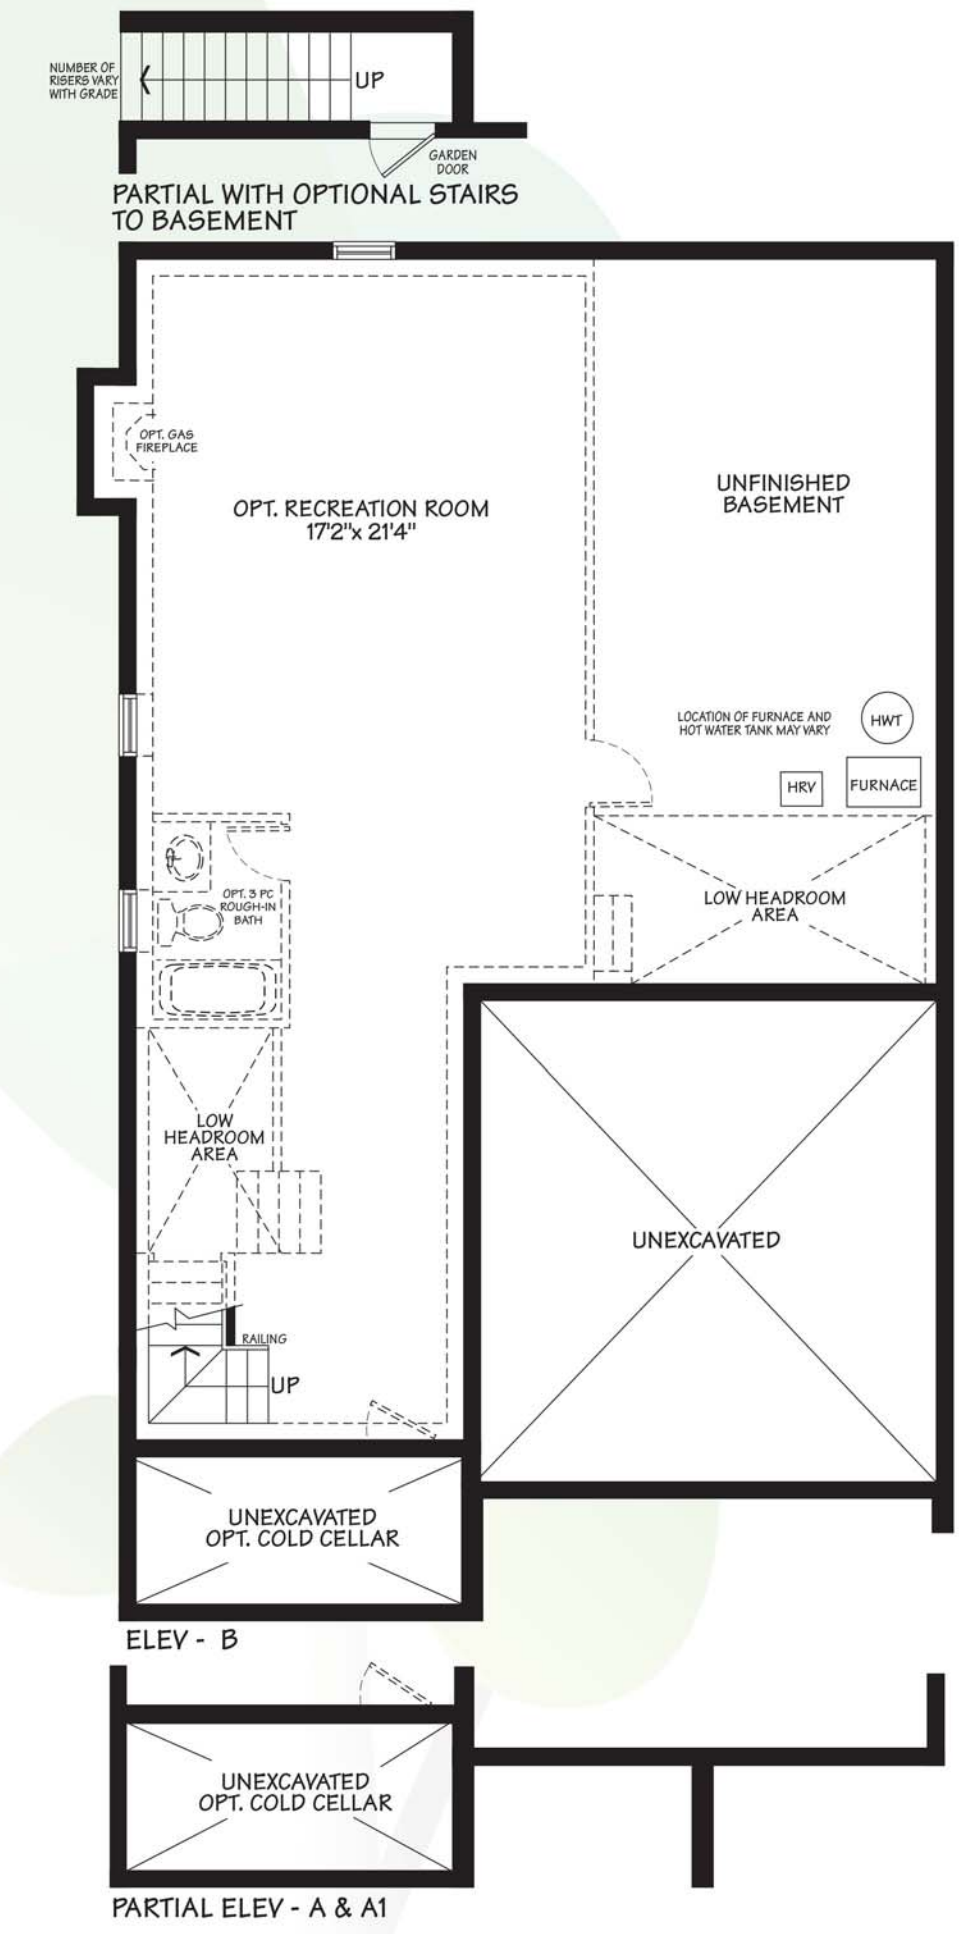 NUMBER OF
RISERS VARY
WITH GRADE
UP
GARDEN
DOOR
PARTIAL WITH OPTIONAL STAIRS
TO BASEMENT
OPT. GAS
FIREPLACE
OPT. RECREATION ROOM
17'2"x 21'4"
UNFINISHED
BASEMENT
LOCATION OF FURNACE AND
HOT WATER TANK MAY VARY
HWT
HRV
FURNACE
OPT. 3 PC
ROUGH-IN
BATH
LOW HEADROOM
AREA
LOW
HEADROOM
AREA
UNEXCAVATED
RAILING
UP
UNEXCAVATED
OPT. COLD CELLAR
ELEV - B
UNEXCAVATED
OPT. COLD CELLAR
PARTIAL ELEV - A & A1